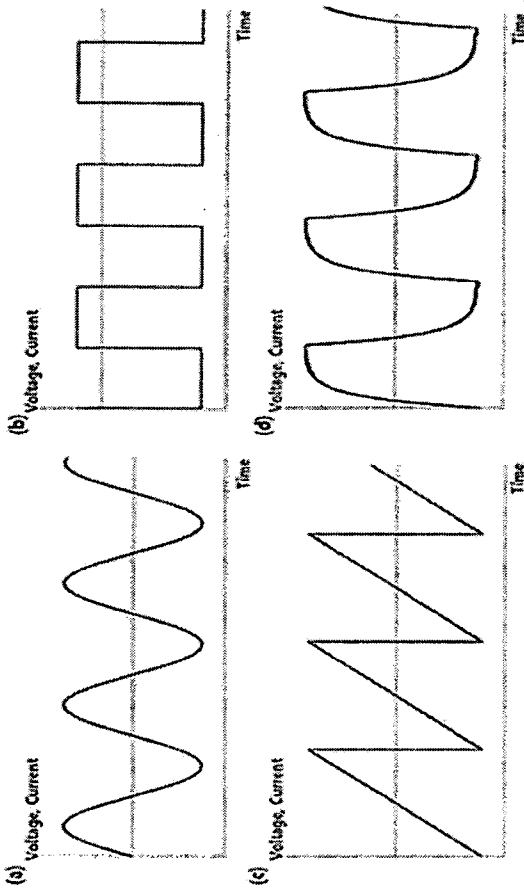 (a)
Voltage, Current
Time
(b)
Voltage, Current
Time
(c)
Voltage, Current
Time
(d)
Voltage, Current
Time